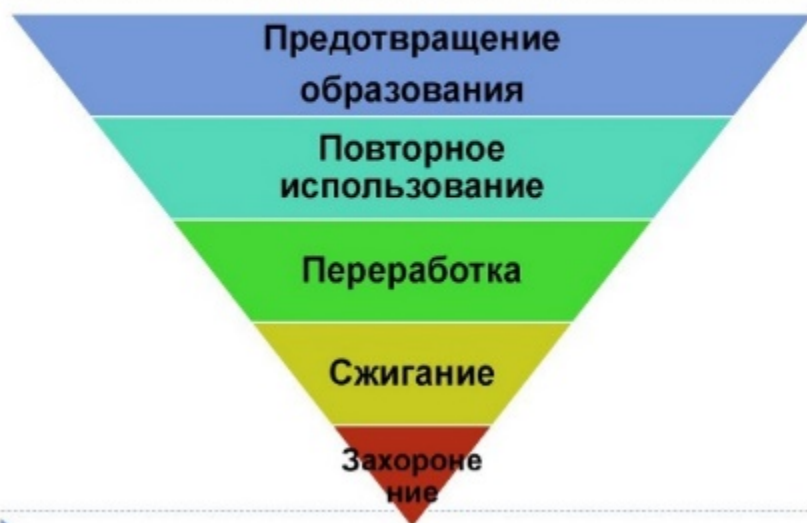 Предотвращение
образования
Повторное
использование
Переработка
Сжигание
Захороне
ние